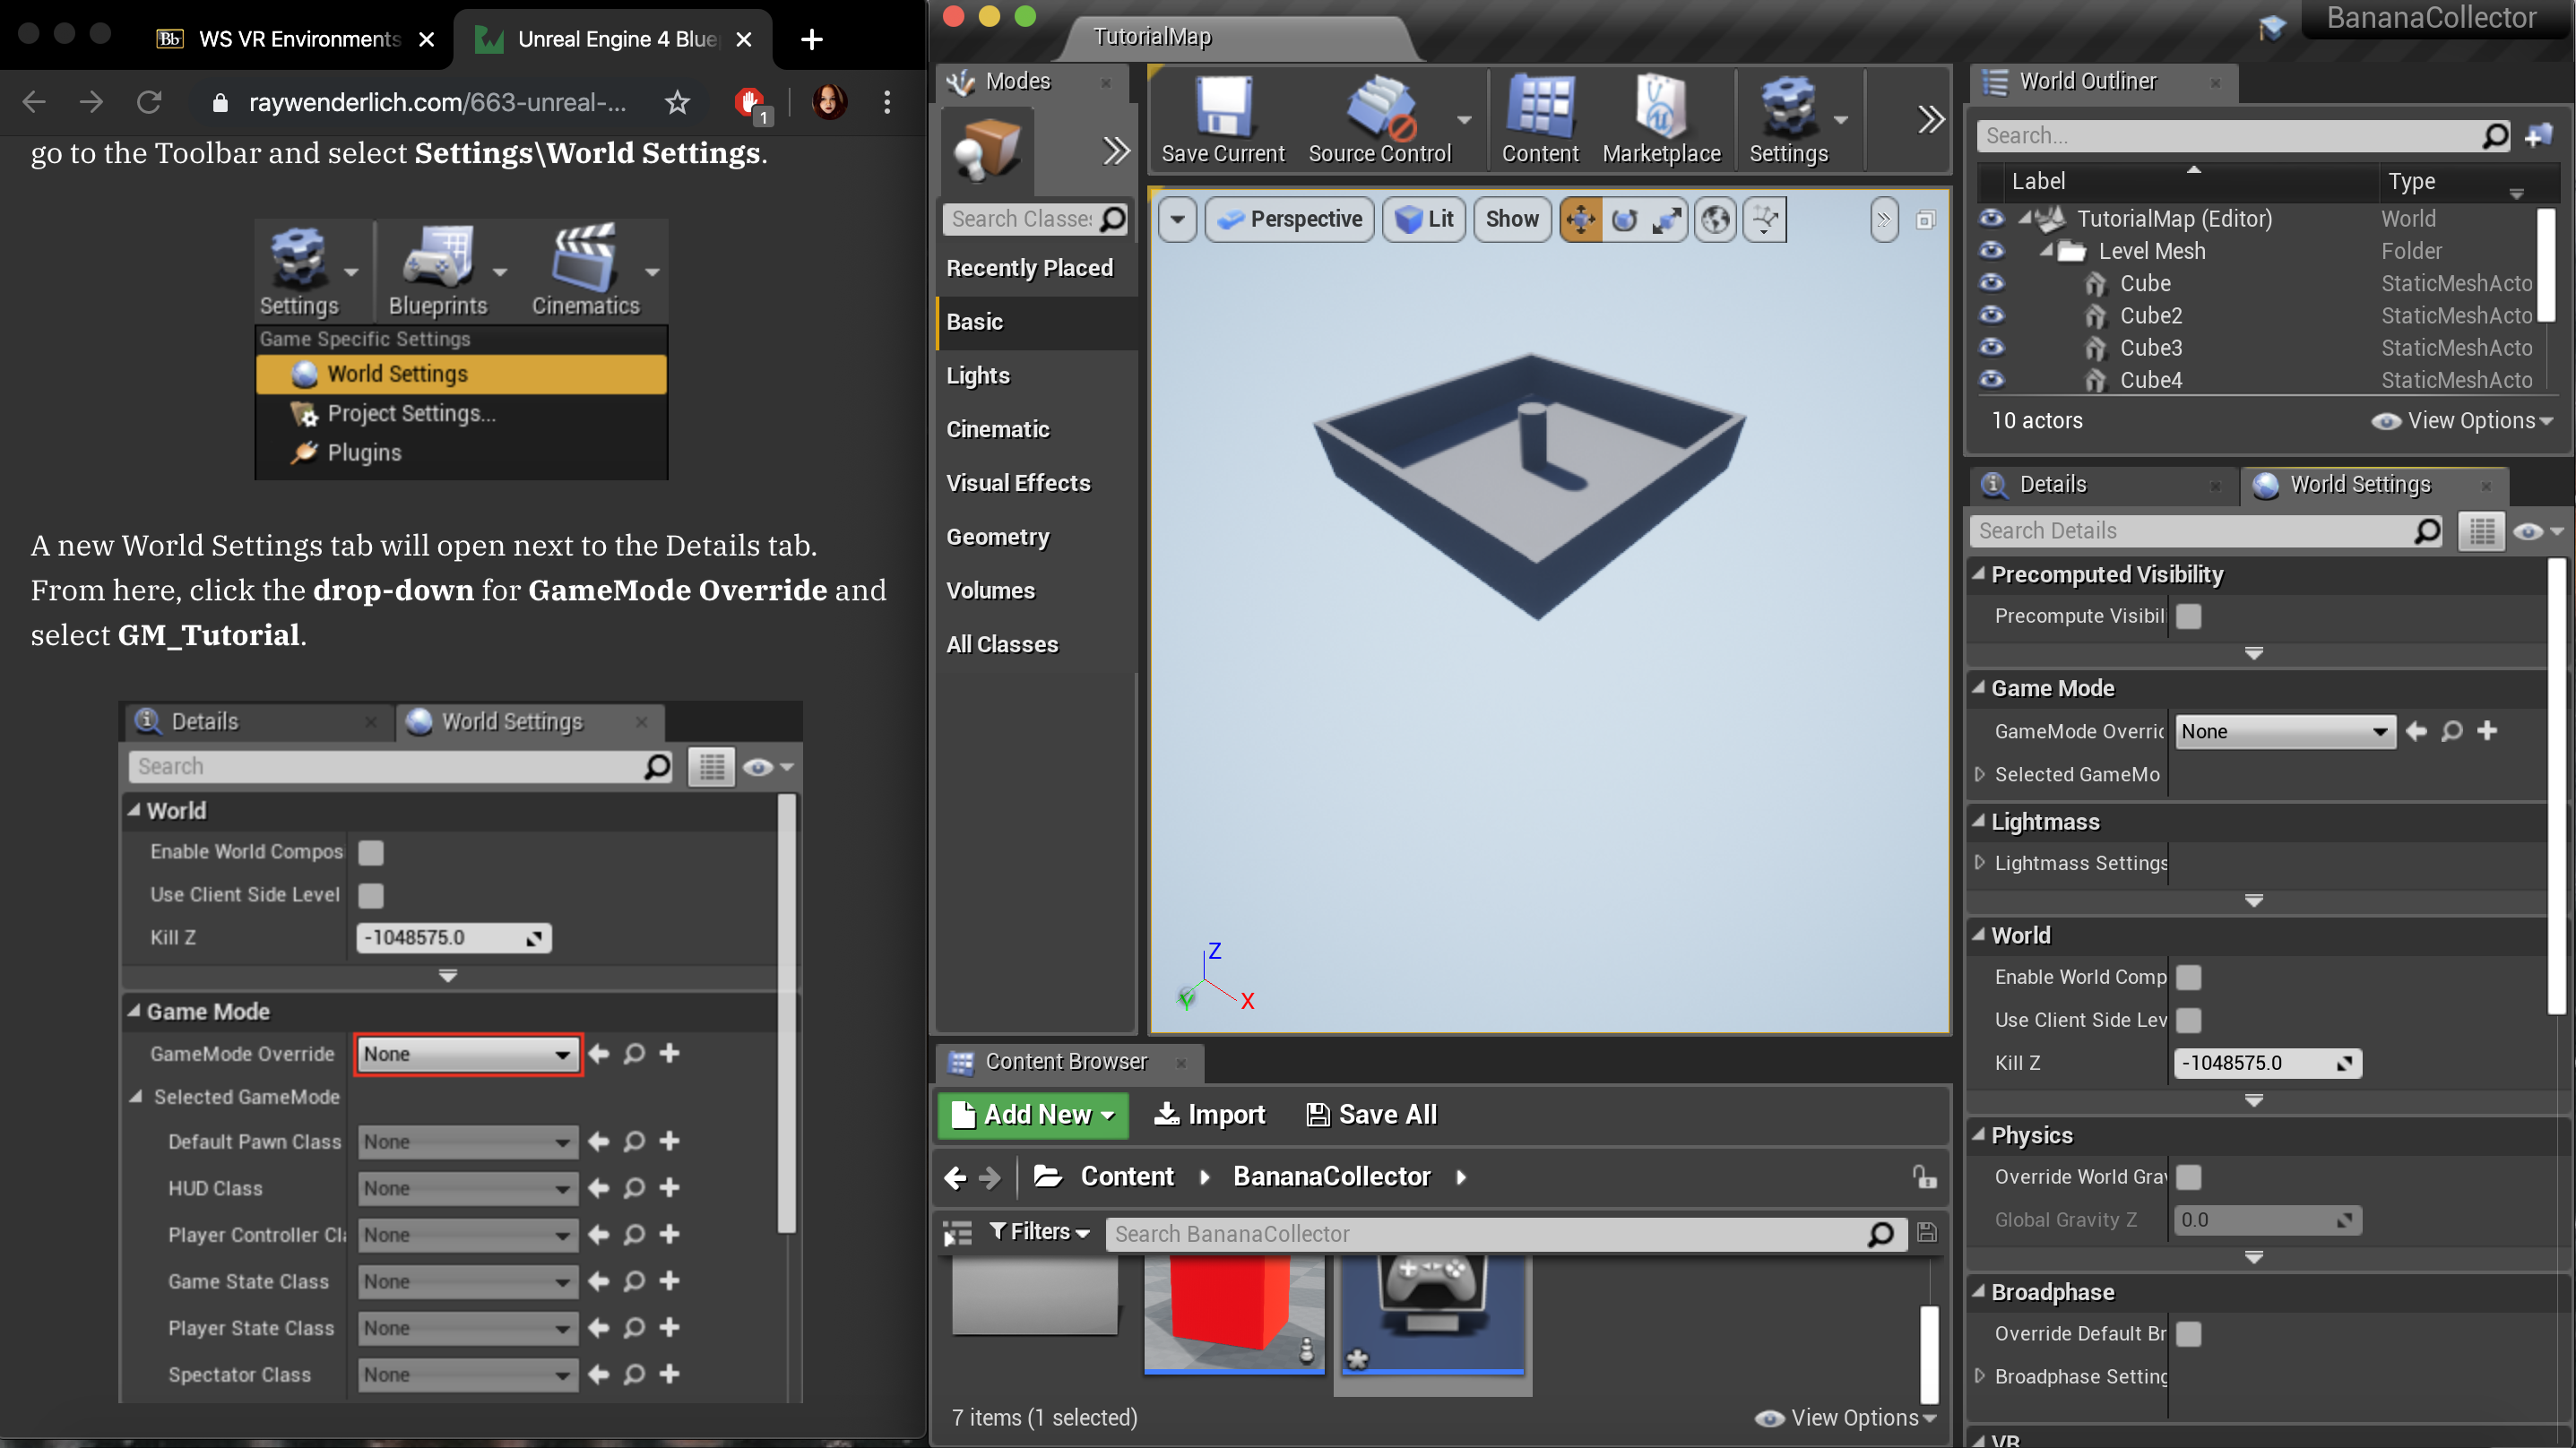 WS VR Environments
Unreal Engine 4 Blue
raywenderlich.com/663-unreal-...
1
go to the Toolbar and select Settings\World Settings.
Settings
Blueprints
Cinematics
Game Specific Settings
World Settings
Project Settings...
Plugins
A new World Settings tab will open next to the Details tab.
From here, click the drop-down for GameMode Override and
select GM_Tutorial.
Details
World Settings
Search
World
Enable World Compos
Use Client Side Level
Kill Z
-1048575.0
Game Mode
GameMode Override
None
Selected GameMode
Default Pawn Class
None
HUD Class
None
Player Controller Cl
None
Game State Class
None
Player State Class
None
Spectator Class
None
TutorialMap
BananaCollector
Modes
Search Classes
Recently Placed
Basic
Lights
Cinematic
Visual Effects
Geometry
Volumes
All Classes
Save Current
Source Control
Content
Marketplace
Settings
Perspective
Lit
Show
Z
X
Y
Content Browser
Add New
Import
Save All
Content
BananaCollector
Filters
Search BananaCollector
7 items (1 selected)
View Options
World Outliner
Search...
Label
Type
TutorialMap (Editor)
World
Level Mesh
Folder
Cube
StaticMeshActo
Cube2
StaticMeshActo
Cube3
StaticMeshActo
Cube4
StaticMeshActo
10 actors
View Options
Details
World Settings
Search Details
Precomputed Visibility
Precompute Visibil
Game Mode
GameMode Overric
None
Selected GameMo
Lightmass
Lightmass Settings
World
Enable World Comp
Use Client Side Lev
Kill Z
-1048575.0
Physics
Override World Grav
Global Gravity Z
0.0
Broadphase
Override Default Br
Broadphase Setting
VR